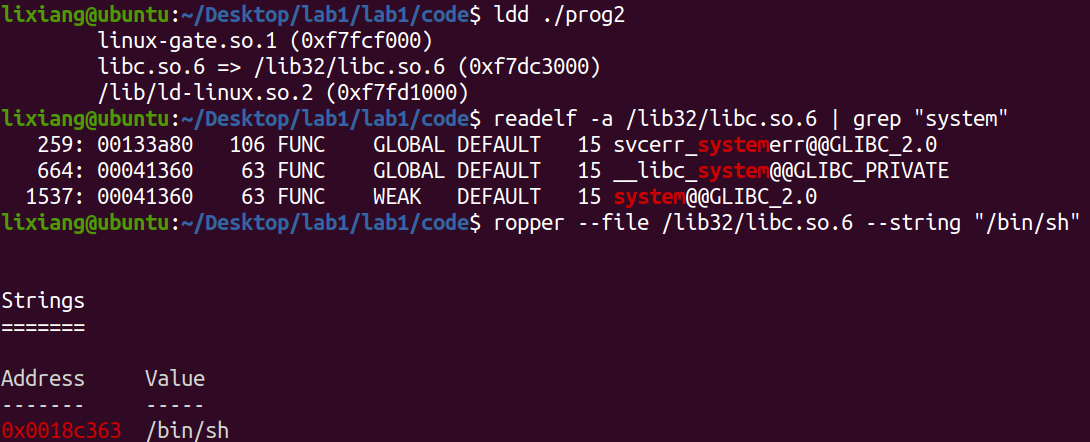 lixiang@ubuntu:~/Desktop/lab1/lab1/code$ ldd ./prog2
linux-gate.so.1 (0xf7fcf000)
libc.so.6 => /lib32/libc.so.6 (0xf7dc3000)
/lib/ld-linux.so.2 (0xf7fd1000)
lixiang@ubuntu:~/Desktop/lab1/lab1/code$ readelf -a /lib32/libc.so.6 | grep "system"
259: 00133a80   106 FUNC    GLOBAL DEFAULT   15 svcerr_systemerr@@GLIBC_2.0
664: 00041360    63 FUNC    GLOBAL DEFAULT   15 __libc_system@@GLIBC_PRIVATE
1537: 00041360    63 FUNC    WEAK   DEFAULT   15 system@@GLIBC_2.0
lixiang@ubuntu:~/Desktop/lab1/lab1/code$ ropper --file /lib32/libc.so.6 --string "/bin/sh"
Strings
=======
Address     Value
-------     -----
0x0018c363  /bin/sh